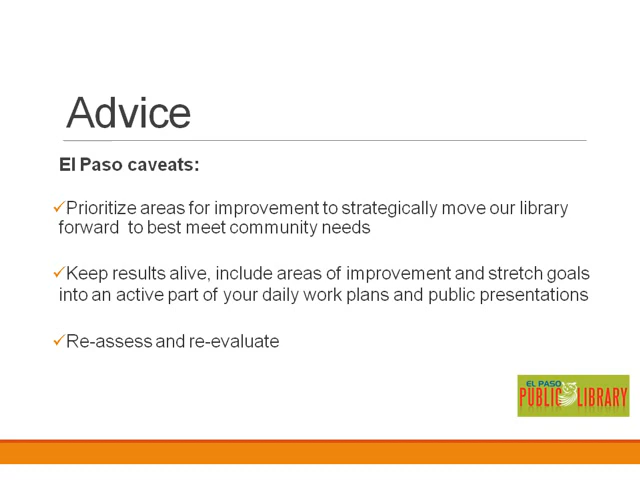 Advice
El Paso caveats:
✓Prioritize areas for improvement to strategically move our library
forward  to best meet community needs
✓Keep results alive, include areas of improvement and stretch goals
into an active part of your daily work plans and public presentations
✓Re-assess and re-evaluate
EL PASO
PUBLIC LIBRARY